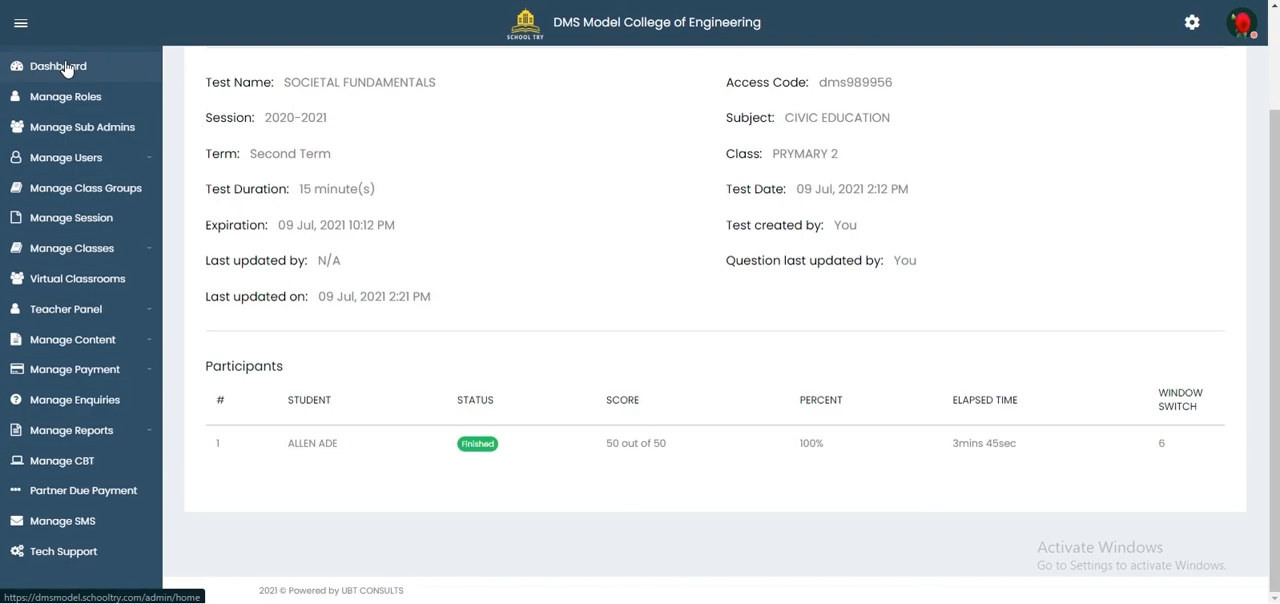 SCHOOL TRY
DMS Model College of Engineering
Dashboard
Manage Roles
Manage Sub Admins
Manage Users
Manage Class Groups
Manage Session
Manage Classes
Virtual Classrooms
Teacher Panel
Manage Content
Manage Payment
Manage Enquiries
Manage Reports
Manage CBT
Partner Due Payment
Manage SMS
Tech Support
https://dmsmodel.schooltry.com/admin/home
Test Name: SOCIETAL FUNDAMENTALS
Access Code: dms989956
Session: 2020-2021
Subject: CIVIC EDUCATION
Term: Second Term
Class: PRYMARY 2
Test Duration: 15 minute(s)
Test Date: 09 Jul, 2021 2:12 PM
Expiration: 09 Jul, 2021 10:12 PM
Test created by: You
Last updated by: N/A
Question last updated by: You
Last updated on: 09 Jul, 2021 2:21 PM
Participants
# STUDENT STATUS SCORE PERCENT ELAPSED TIME WINDOW SWITCH
1 ALLEN ADE Finished 50 out of 50 100% 3mins 45sec 6
Activate Windows
Go to Settings to activate Windows.
2021 © Powered by UBT CONSULTS